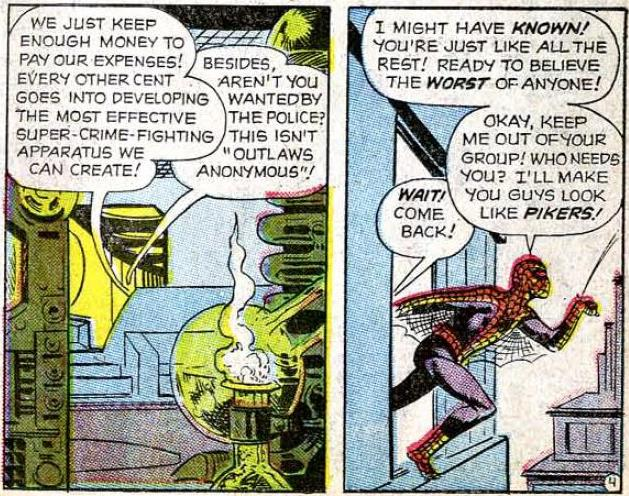 WE JUST KEEP
ENOUGH MONEY TO
PAY OUR EXPENSES!
EVERY OTHER CENT
GOES INTO DEVELOPING
THE MOST EFFECTIVE
SUPER-CRIME-FIGHTING
APPARATUS WE
CAN CREATE!
BESIDES,
AREN'T YOU
WANTED BY
THE POLICE?
THIS ISN'T
"OUTLAWS
ANONYMOUS"!
I MIGHT HAVE KNOWN!
YOU'RE JUST LIKE ALL THE
REST! READY TO BELIEVE
THE WORST OF ANYONE!
OKAY, KEEP
ME OUT OF YOUR
GROUP! WHO NEEDS
YOU? I'LL MAKE
YOU GUYS LOOK
LIKE PIKERS!
WAIT!
COME
BACK!
4